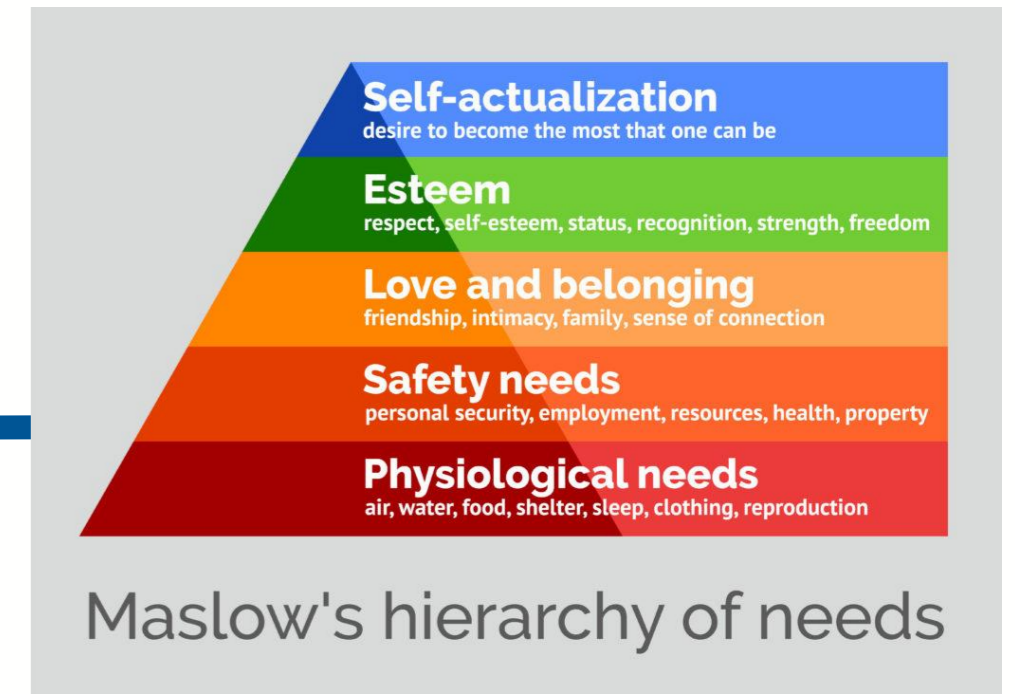 Self-actualization
desire to become the most that one can be
Esteem
respect, self-esteem, status, recognition, strength, freedom
Love and belonging
friendship, intimacy, family, sense of connection
Safety needs
personal security, employment, resources, health, property
Physiological needs
air, water, food, shelter, sleep, clothing, reproduction
Maslow's hierarchy of needs